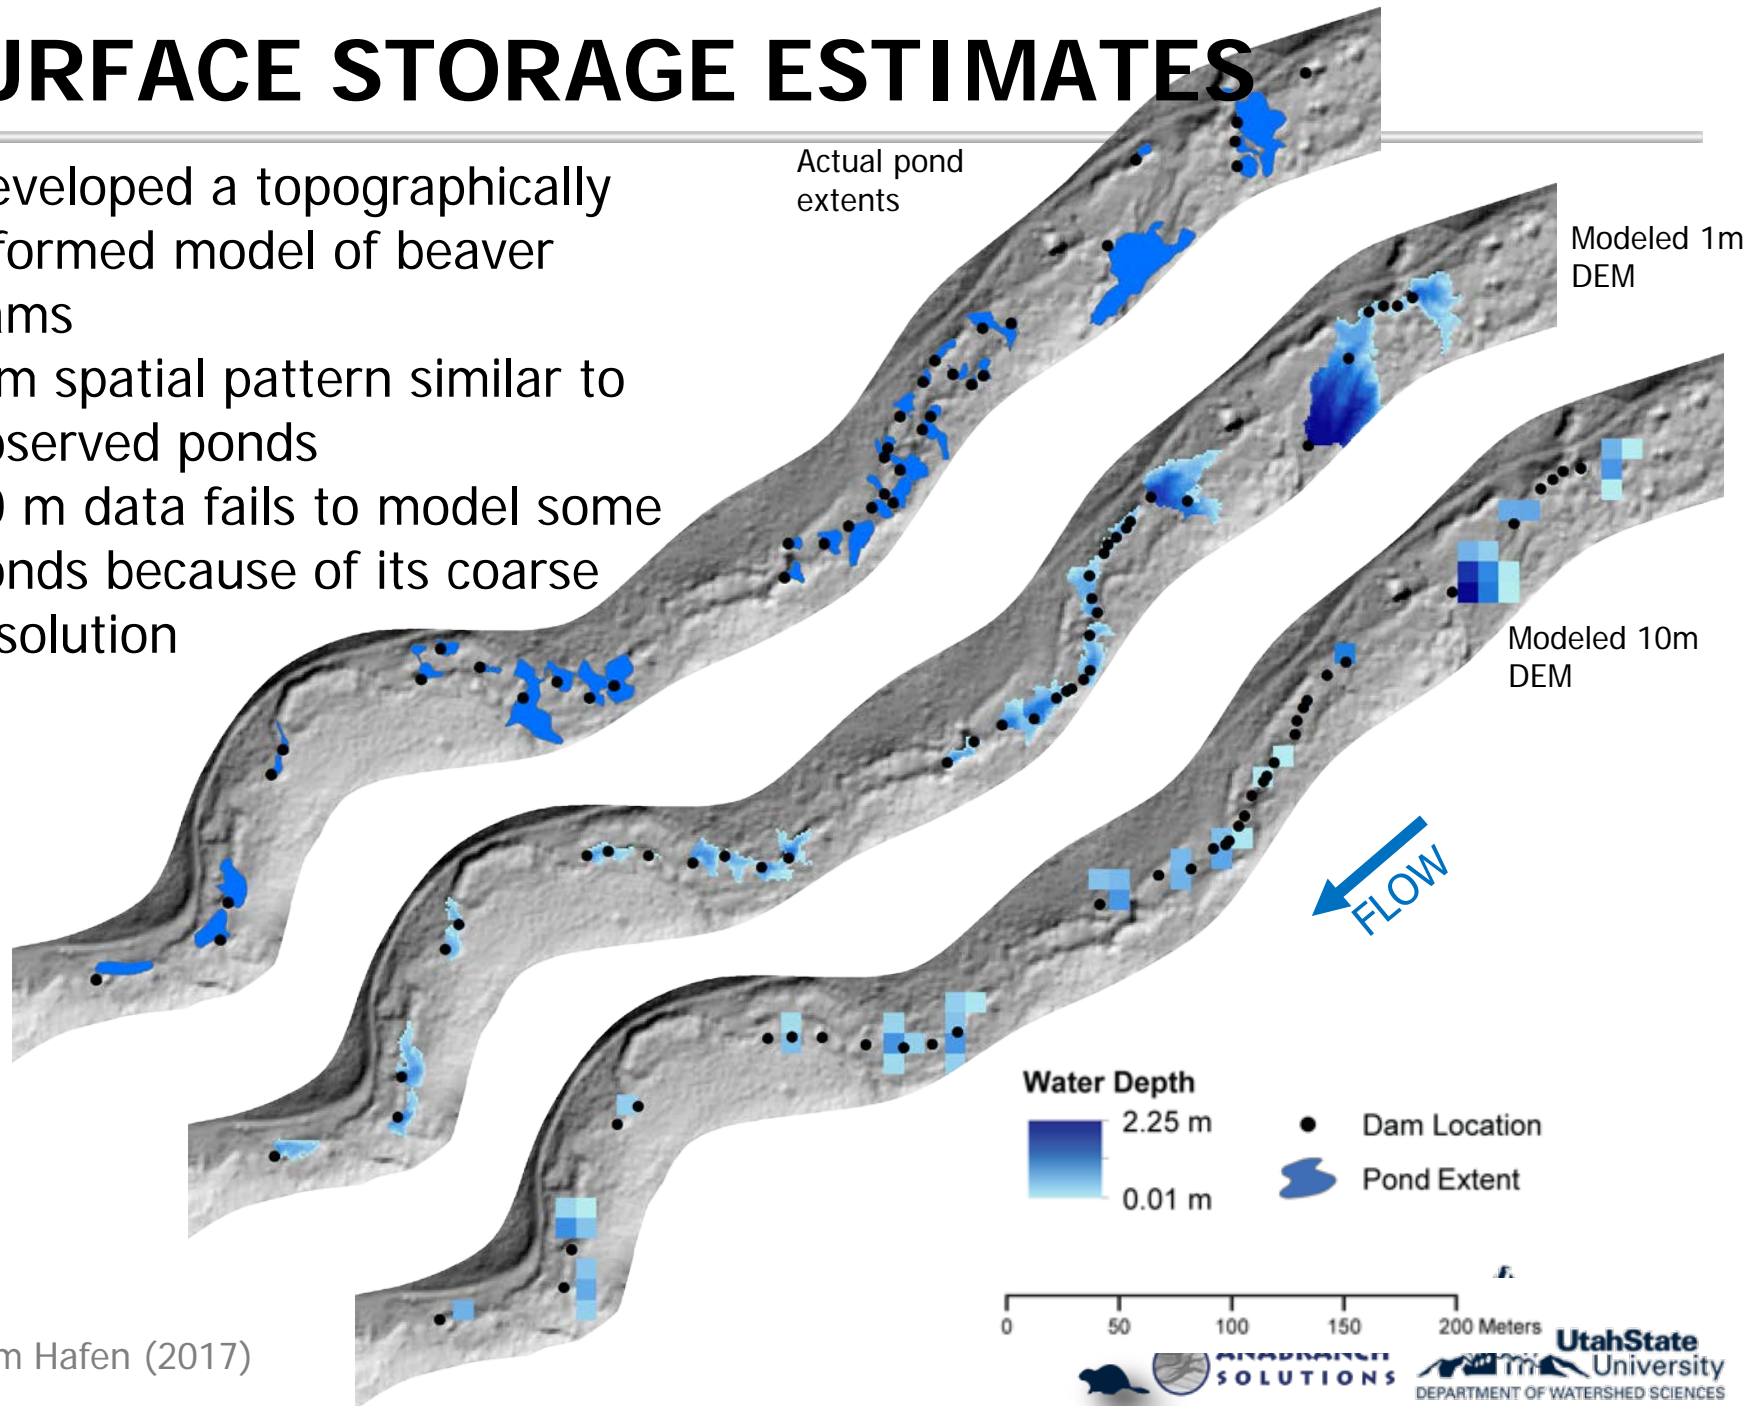 URFACE STORAGE ESTIMATES
eveloped a topographically
formed model of beaver
ams
m spatial pattern similar to
bserved ponds
0 m data fails to model some
onds because of its coarse
solution
Actual pond
extents
Modeled 1m
DEM
Modeled 10m
DEM
FLOW
Water Depth
2.25 m
0.01 m
Dam Location
Pond Extent
0 50 100 150 200 Meters
m Hafen (2017)
ANABRANCH
SOLUTIONS
UtahState
University
DEPARTMENT OF WATERSHED SCIENCES